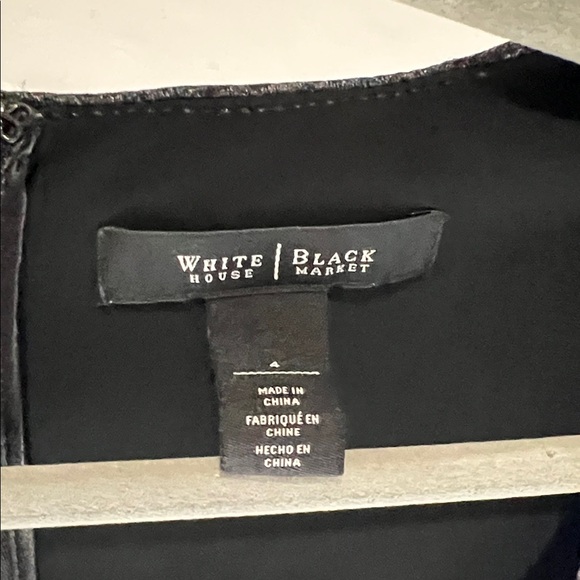 WHITE | BLACK
HOUSE MARKET
4
MADE IN
CHINA
FABRIQUÉ EN
CHINE
HECHO EN
CHINA